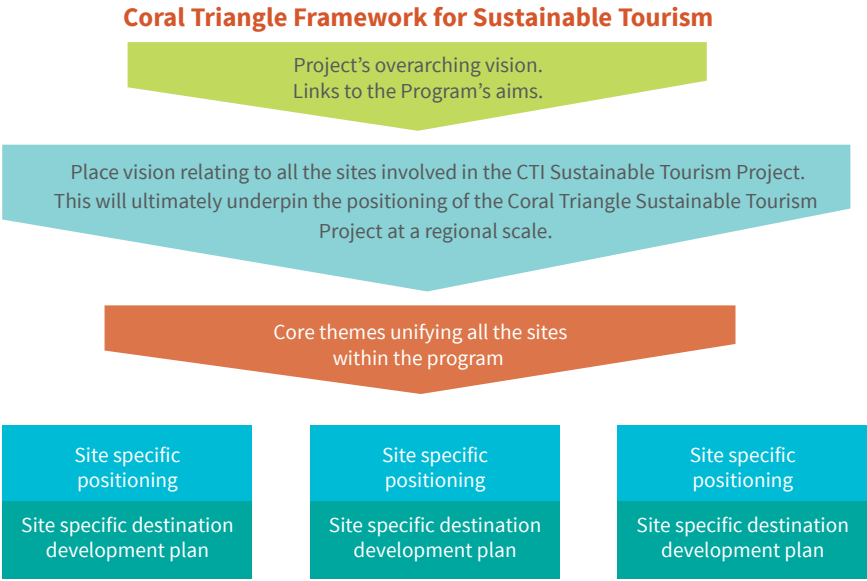 Coral Triangle Framework for Sustainable Tourism
Project’s overarching vision.
Links to the Program’s aims.
Place vision relating to all the sites involved in the CTI Sustainable Tourism Project.
This will ultimately underpin the positioning of the Coral Triangle Sustainable Tourism
Project at a regional scale.
Core themes unifying all the sites
within the program
Site specific
positioning
Site specific destination
development plan
Site specific
positioning
Site specific destination
development plan
Site specific
positioning
Site specific destination
development plan